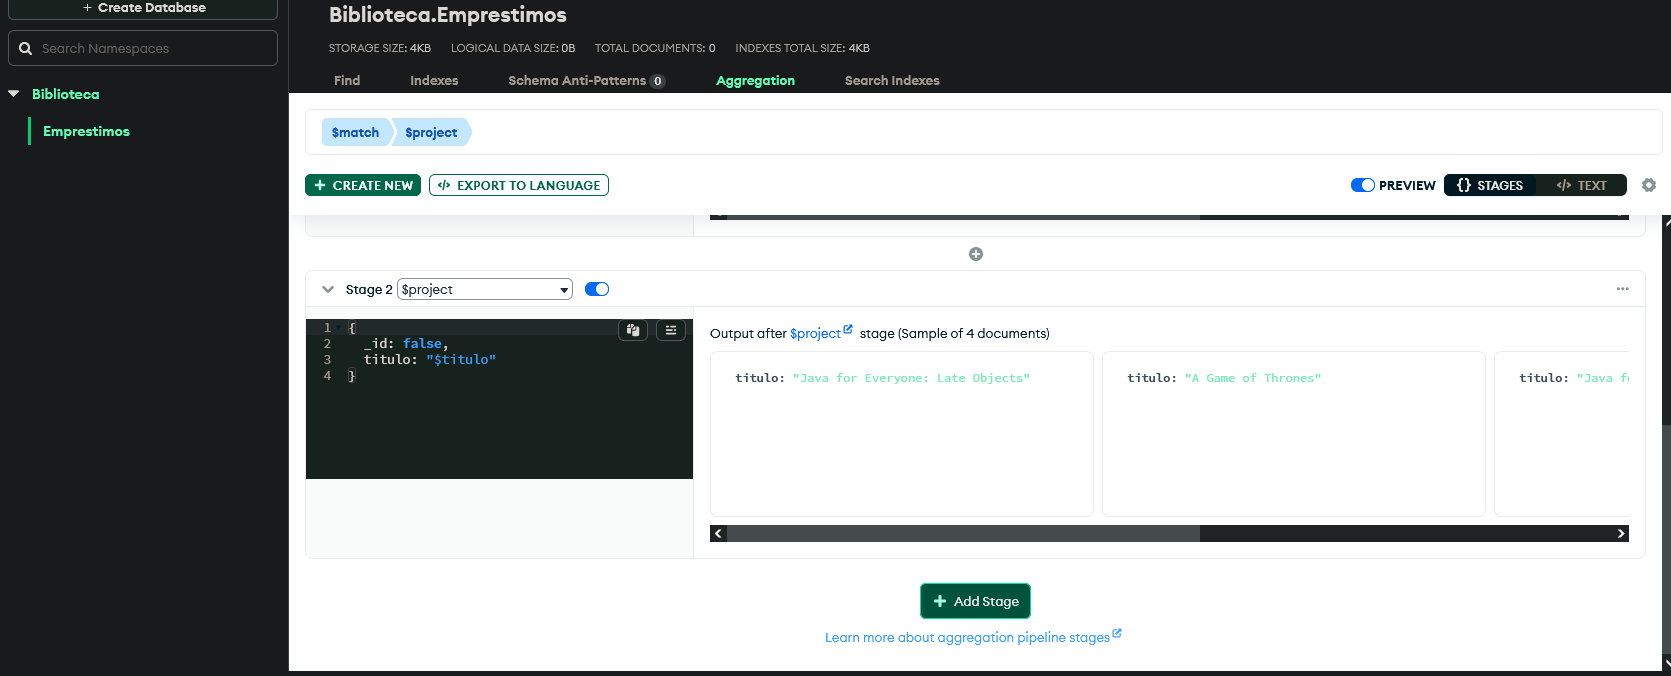 + Create Database
Search Namespaces
Biblioteca
Emprestimos
Biblioteca.Emprestimos
STORAGE SIZE: 4KB LOGICAL DATA SIZE: 0B TOTAL DOCUMENTS: 0 INDEXES TOTAL SIZE: 4KB
Find Indexes Schema Anti-Patterns 0 Aggregation Search Indexes
$match $project
+ CREATE NEW </> EXPORT TO LANGUAGE PREVIEW {} STAGES </> TEXT
Stage 2 $project
1 {
2 _id: false,
3 titulo: "$titulo"
4 }
Output after $project stage (Sample of 4 documents)
titulo: "Java for Everyone: Late Objects" titulo: "A Game of Thrones" titulo: "Java
+ Add Stage
Learn more about aggregation pipeline stages